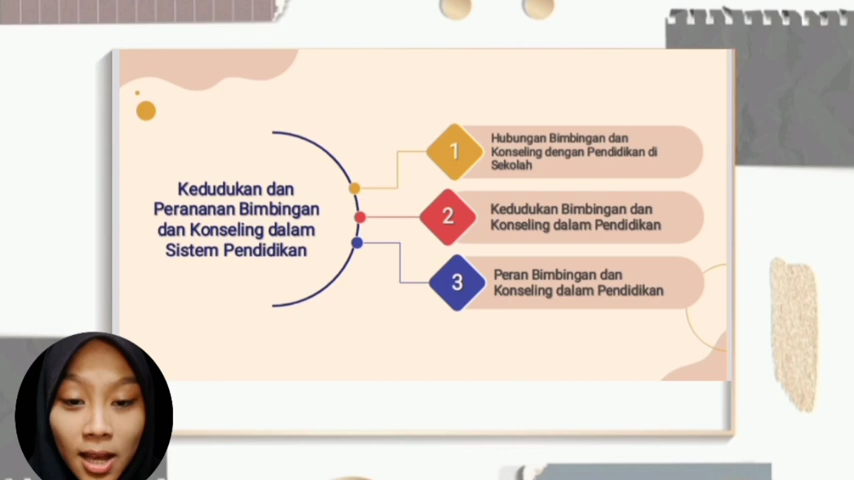 Kedudukan dan
Perananan Bimbingan
dan Konseling dalam
Sistem Pendidikan
1
Hubungan Bimbingan dan
Konseling dengan Pendidikan di
Sekolah
2
Kedudukan Bimbingan dan
Konseling dalam Pendidikan
3
Peran Bimbingan dan
Konseling dalam Pendidikan